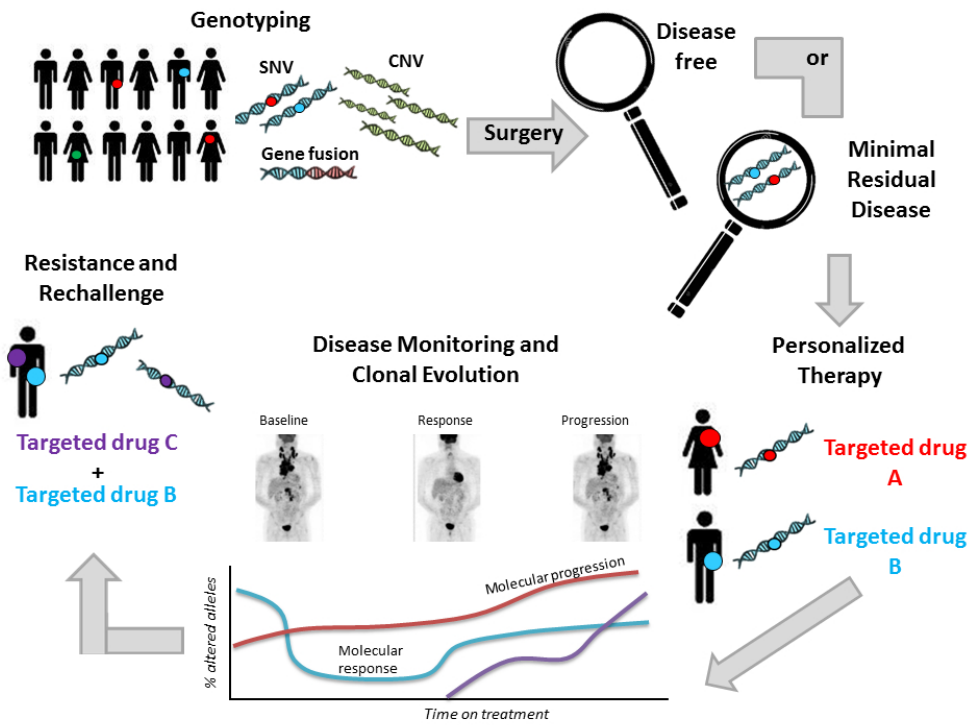 Genotyping
SNV
CNV
Gene fusion
Surgery
Disease
free
or
Minimal
Residual
Disease
Personalized
Therapy
Targeted drug
A
Targeted drug
B
Disease Monitoring and
Clonal Evolution
Baseline
Response
Progression
% altered alleles
Molecular progression
Molecular
response
Time on treatment
Resistance and
Rechallenge
Targeted drug C
+
Targeted drug B